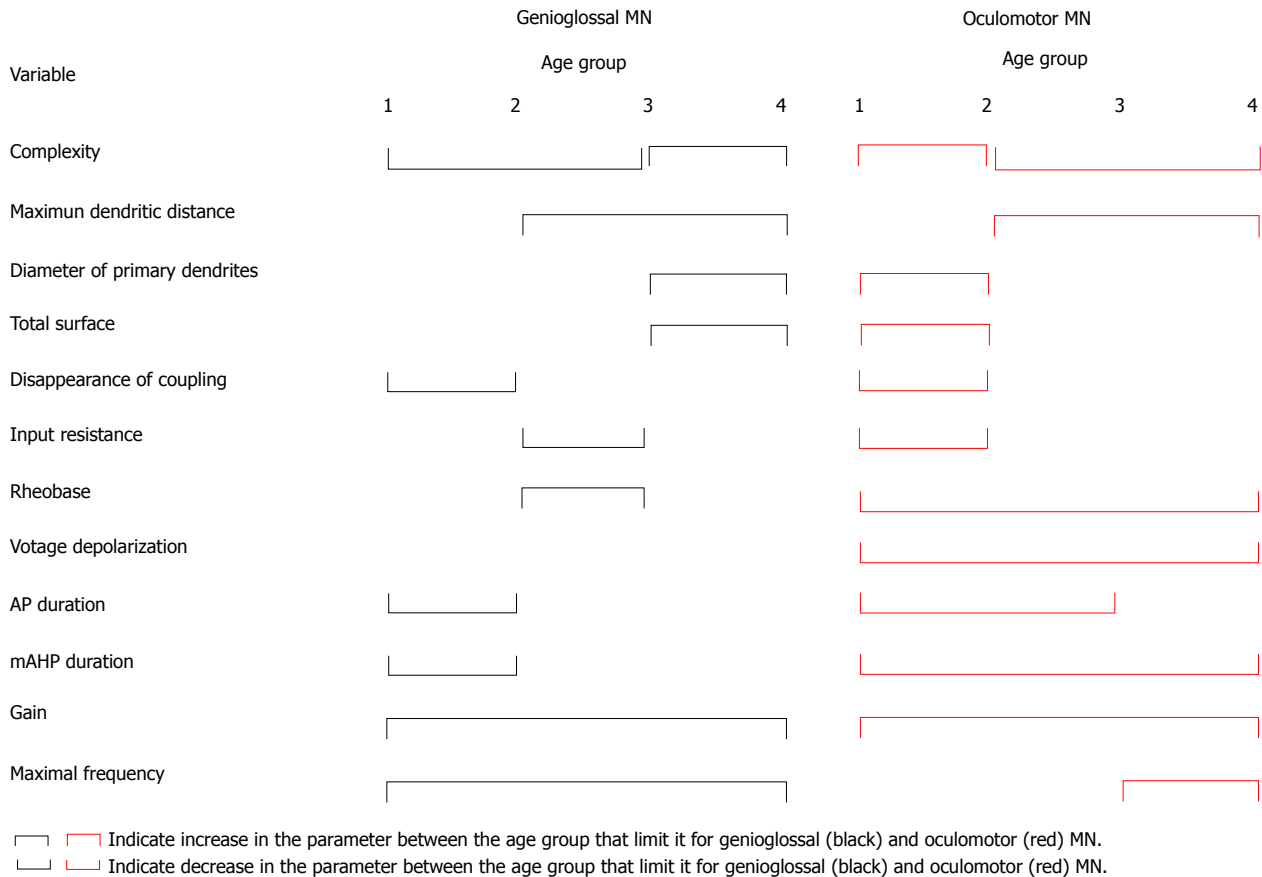 Genioglossal MN Oculomotor MN
Variable Age group Age group
1 2 3 4 1 2 3 4
Complexity
Maximun dendritic distance
Diameter of primary dendrites
Total surface
Disappearance of coupling
Input resistance
Rheobase
Votage depolarization
AP duration
mAHP duration
Gain
Maximal frequency
Indicate increase in the parameter between the age group that limit it for genioglossal (black) and oculomotor (red) MN.
Indicate decrease in the parameter between the age group that limit it for genioglossal (black) and oculomotor (red) MN.